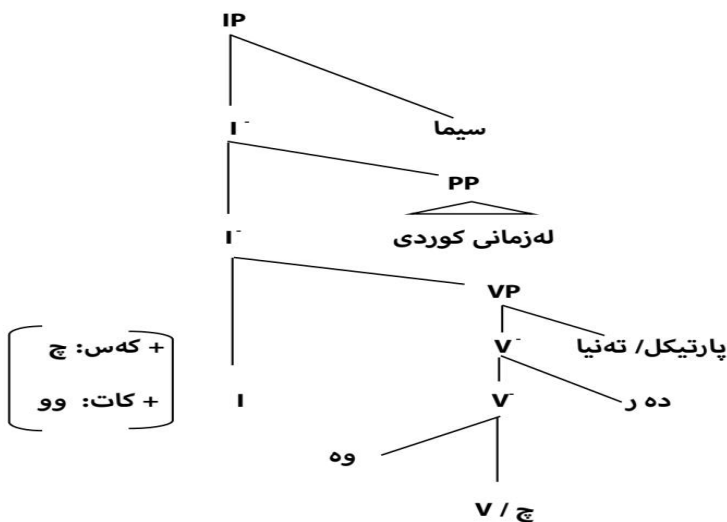 IP
I-
سیما
PP
I-
لەزمانی کوردی
VP
+ کەس: چ
V-
پارتیکل/ تەنیا
+ کات: وو
I
V-
دە ر
وە
V / چ